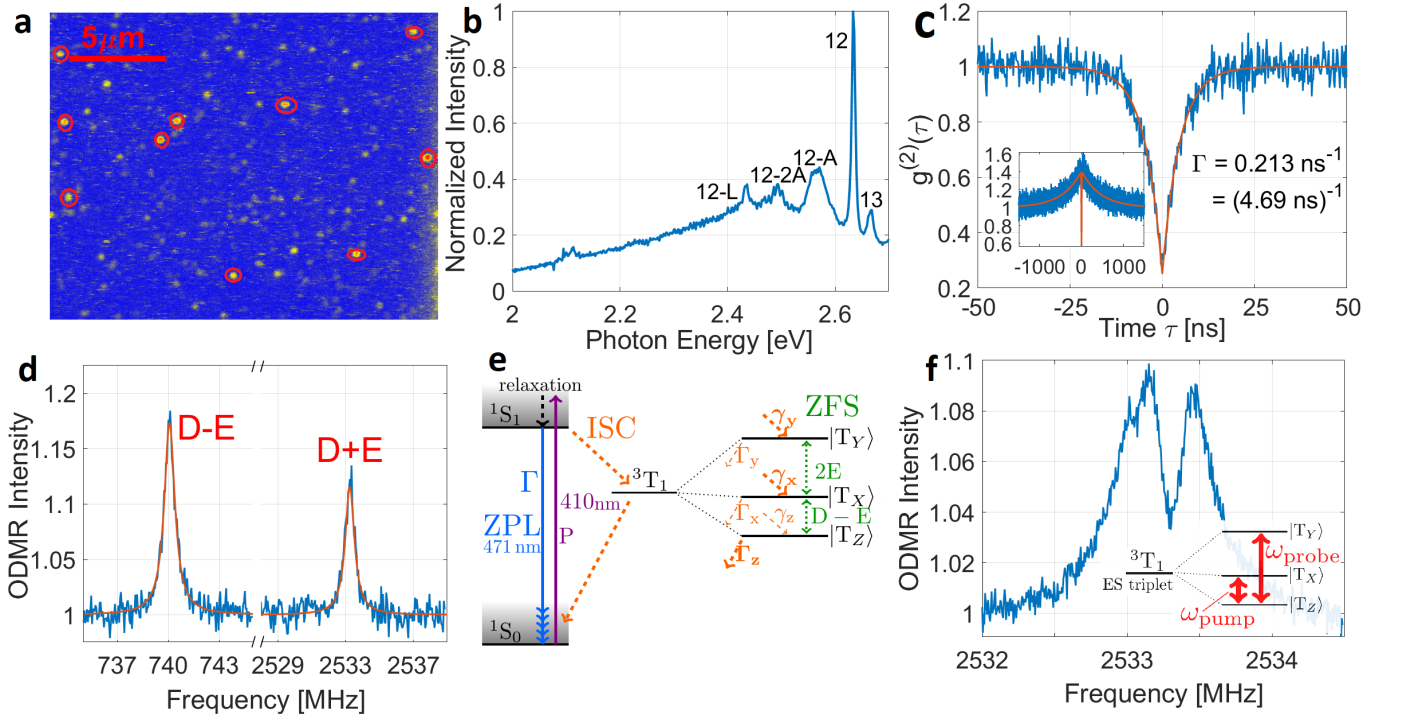 a
5μm
b
Normalized Intensity
1
0.8
0.6
0.4
0.2
0
12
13
12-A
12-2A
12-L
2
2.2
2.4
2.6
Photon Energy [eV]
c
g(2)(τ)
1.2
1
0.8
0.6
0.4
0.2
Γ = 0.213 ns-1
= (4.69 ns)-1
1.6
1.4
1.2
1
0.8
0.6
-1000
0
1000
-50
-25
0
25
50
Time τ [ns]
d
ODMR Intensity
1.2
1.15
1.1
1.05
1
//
//
D-E
D+E
737
740
743
2529
2533
2537
Frequency [MHz]
e
relaxation
1S1
ISC
Γ
ZPL
471 nm
410nm
P
1S0
3T1
ZFS
γy
|TY⟩
Γy
2E
γx
|TX⟩
Γx
γz
D − E
|TZ⟩
Γz
f
ODMR Intensity
1.1
1.08
1.06
1.04
1.02
1
|TY⟩
3T1
ωprobe
|TX⟩
ES triplet
|TZ⟩
ωpump
2532
2533
2534
Frequency [MHz]